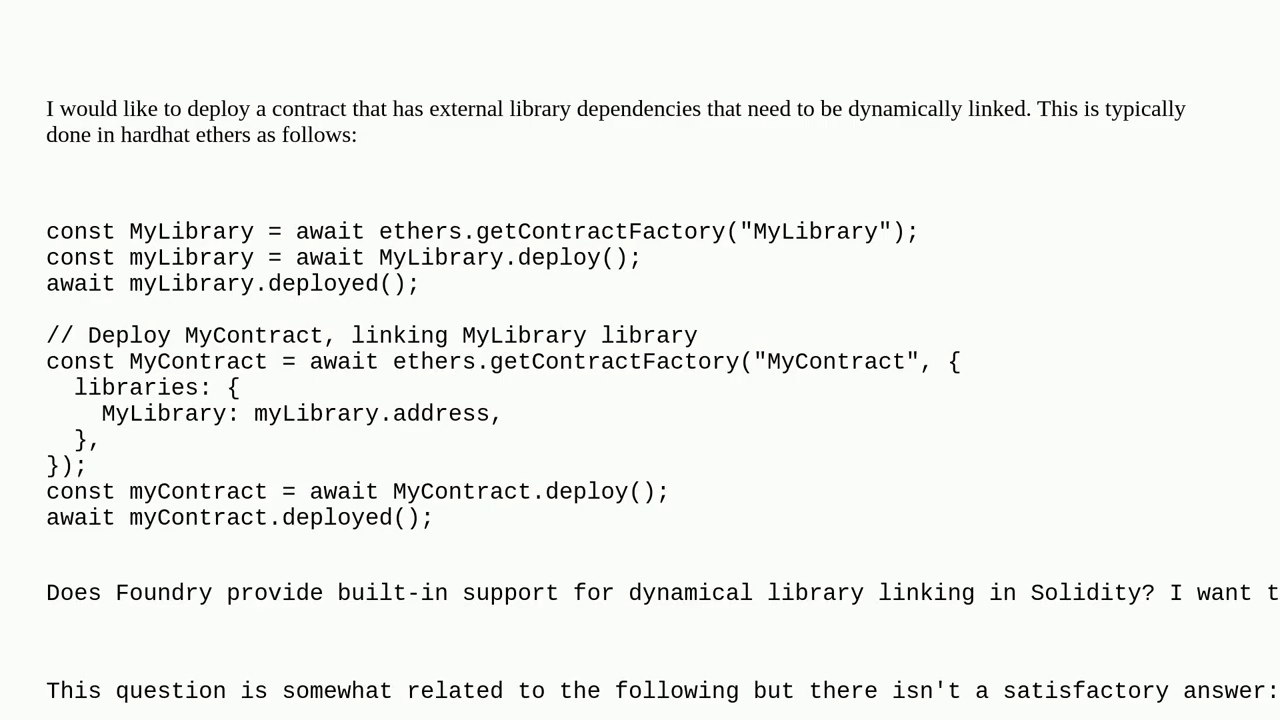 I would like to deploy a contract that has external library dependencies that need to be dynamically linked. This is typically
done in hardhat ethers as follows:
const MyLibrary = await ethers.getContractFactory("MyLibrary");
const myLibrary = await MyLibrary.deploy();
await myLibrary.deployed();
// Deploy MyContract, linking MyLibrary library
const MyContract = await ethers.getContractFactory("MyContract", {
  libraries: {
    MyLibrary: myLibrary.address,
  },
});
const myContract = await MyContract.deploy();
await myContract.deployed();
Does Foundry provide built-in support for dynamical library linking in Solidity? I want t
This question is somewhat related to the following but there isn't a satisfactory answer: